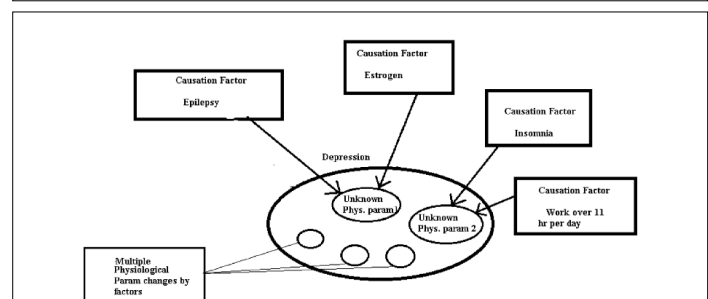 Causation Factor
Estrogen
Causation Factor
Epilepsy
Causation Factor
Insomnia
Depression
Causation Factor
Work over 11
hr per day
Unknown
Phys. param1
Unknown
Phys. param 2
Multiple
Physiological
Param changes by
factors